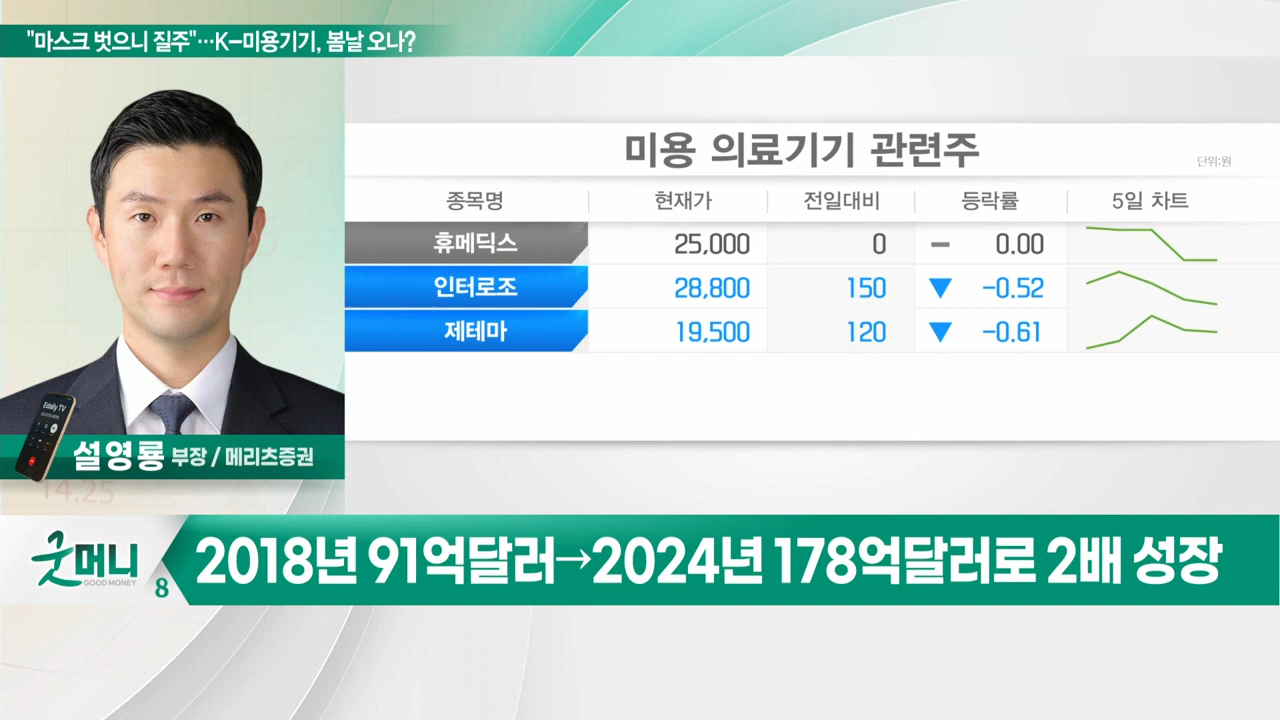 "마스크 벗으니 질주"…K-미용기기, 봄날 오나?
미용 의료기기 관련주
단위:원
종목명 현재가 전일대비 등락률 5일 차트
휴메딕스 25,000 0 - 0.00
인터로조 28,800 150 ▼ -0.52
제테마 19,500 120 ▼ -0.61
Edaily TV
설영룡 부장 / 메리츠증권
14.25
굿머니
GOOD MONEY
8
2018년 91억달러→2024년 178억달러로 2배 성장